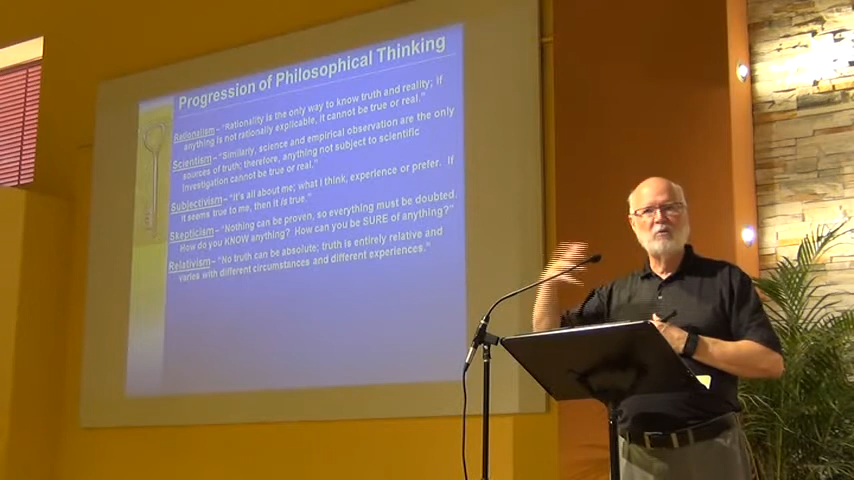 Progression of Philosophical Thinking
Rationalism – "Rationality is the only way to know truth and reality; if
anything is not rationally explicable, it cannot be true or real."
Scientism – "Similarly, science and empirical observation are the only
sources of truth; therefore, anything not subject to scientific
investigation cannot be true or real."
Subjectivism – "It's all about me; what I think, experience or prefer. If
it seems true to me, then it is true."
Skepticism – "Nothing can be proven, so everything must be doubted.
How do you KNOW anything? How can you be SURE of anything?"
Relativism – "No truth can be absolute; truth is entirely relative and
varies with different circumstances and different experiences."